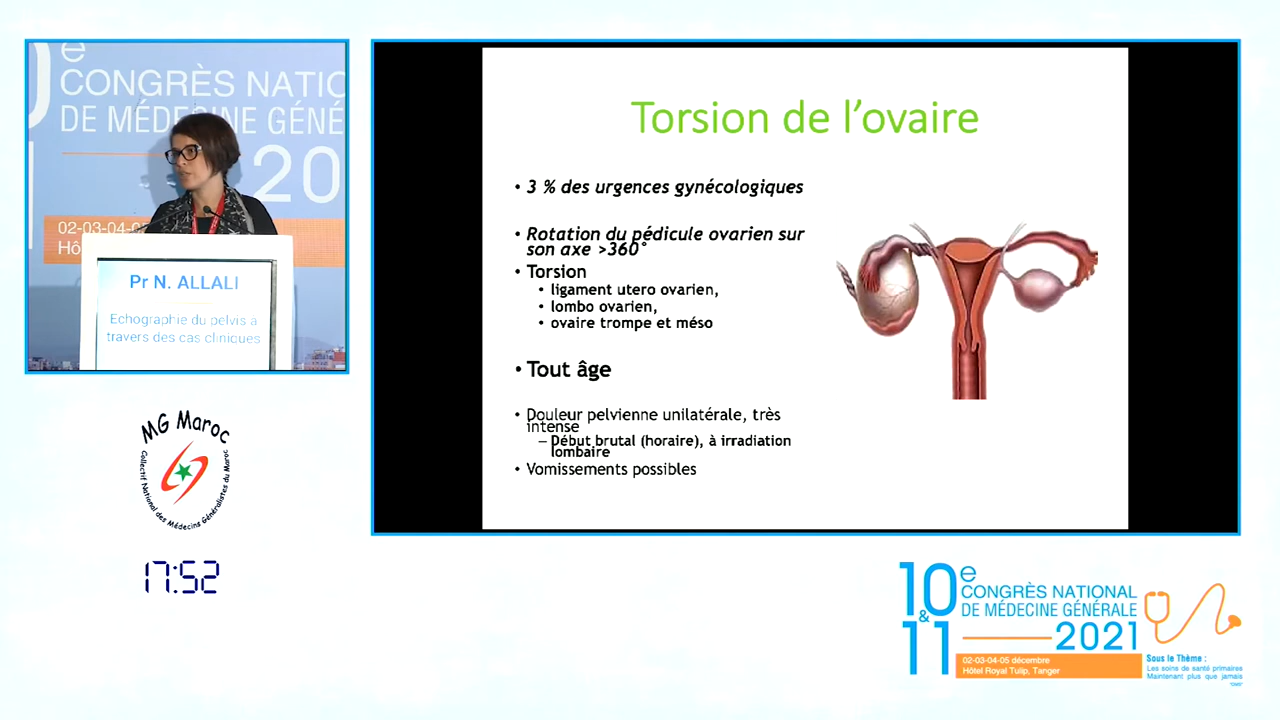 e
CONGRÈS NATIO
DE MÉDECINE GÉNÉ
20
02-03-04-05
Hô
Pr N. ALLALI
Echographie du pelvis à
travers des cas cliniques
MG Maroc
Collectif National des Médecins Généralistes du Maroc
17:52
Torsion de l’ovaire
• 3 % des urgences gynécologiques
• Rotation du pédicule ovarien sur
son axe >360°
• Torsion
• ligament utero ovarien,
• lombo ovarien,
• ovaire trompe et méso
• Tout âge
• Douleur pelvienne unilatérale, très
intense
– Début brutal (horaire), à irradiation
lombaire
• Vomissements possibles
10e
&
11
CONGRÈS NATIONAL
DE MÉDECINE GÉNÉRALE
2021
02-03-04-05 décembre
Hôtel Royal Tulip, Tanger
Sous le Thème :
Les soins de santé primaires
Maintenant plus que jamais